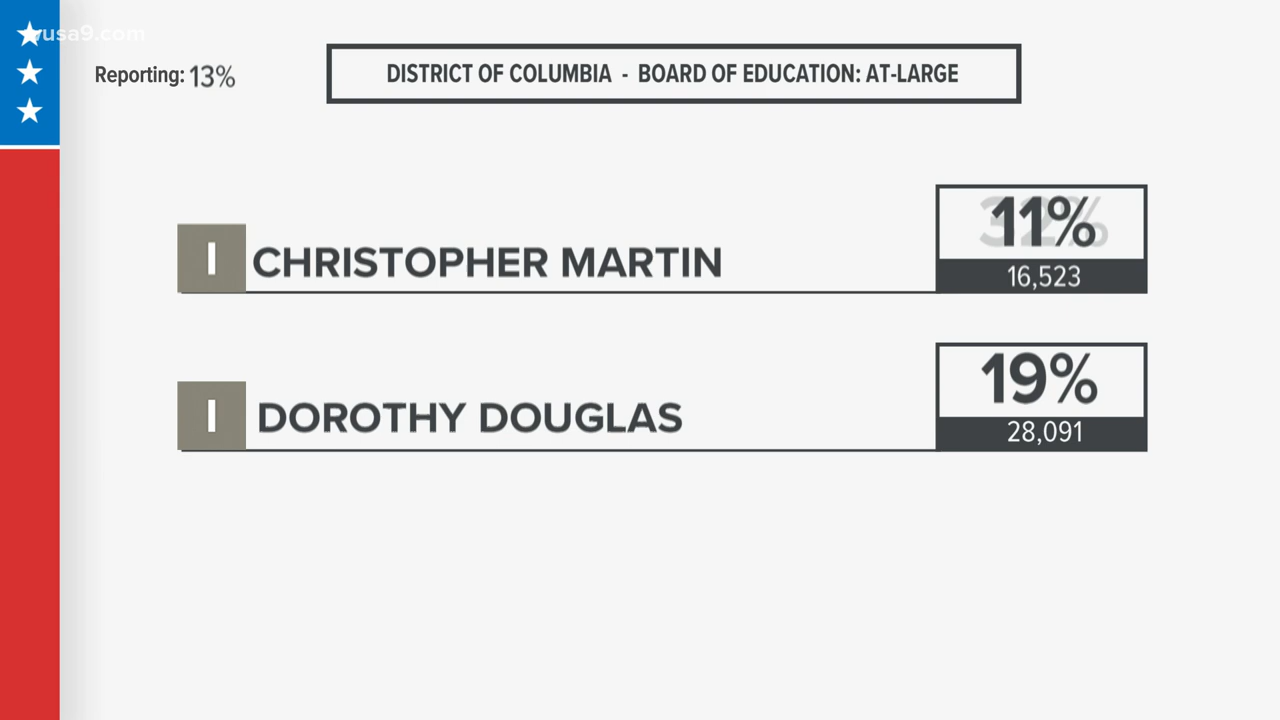 wusa9.com
Reporting: 13%
DISTRICT OF COLUMBIA - BOARD OF EDUCATION: AT-LARGE
11%
I CHRISTOPHER MARTIN
16,523
19%
I DOROTHY DOUGLAS
28,091